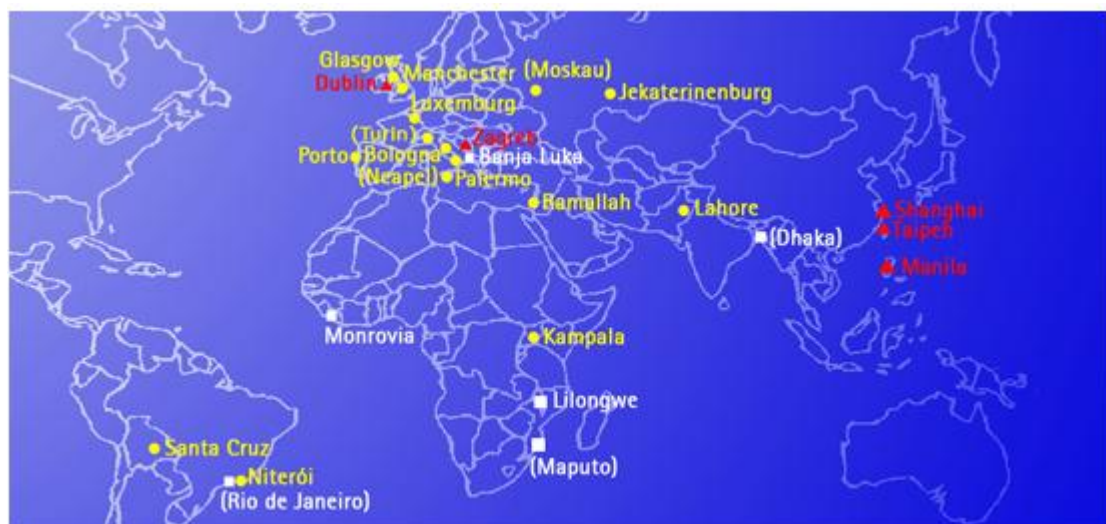 Glasgow
Manchester
(Moskau)
Dublin
Jekaterinenburg
Luxemburg
(Turin)
Zagreb
Porto
Bologna
Banja Luka
(Neapel)
Palermo
Ramallah
Lahore
Shanghai
Taipeh
(Dhaka)
Manila
Monrovia
Kampala
Lilongwe
Santa Cruz
(Maputo)
Niterói
(Rio de Janeiro)